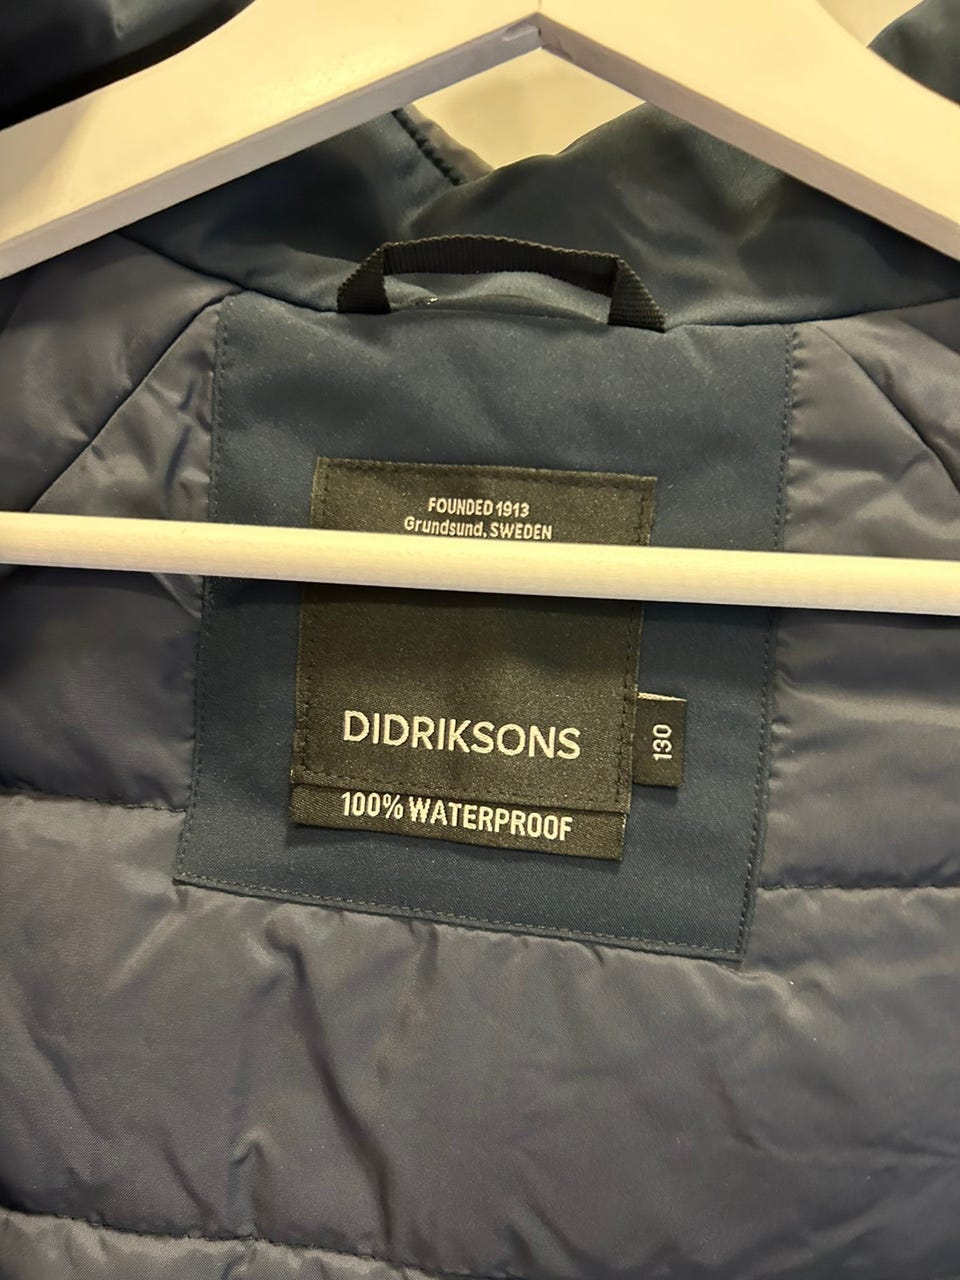 FOUNDED 1913
Grundsund, SWEDEN
DIDRIKSONS
130
100% WATERPROOF